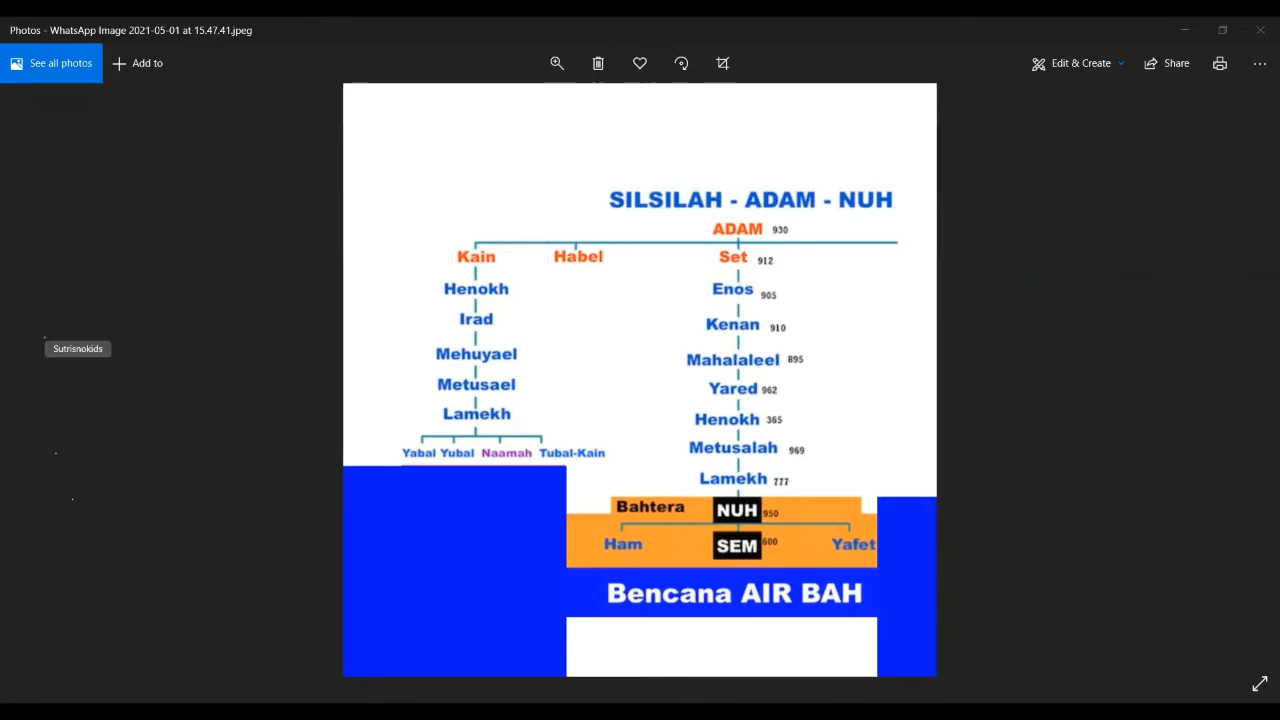 Photos - WhatsApp Image 2021-05-01 at 15.47.41.jpeg
See all photos Add to Edit & Create Share
SILSILAH - ADAM - NUH
ADAM 930
Kain Habel Set 912
Henokh Enos 905
Irad Kenan 910
Mehuyael Mahalaleel 895
Metusael Yared 962
Lamekh Henokh 365
Yabal Yubal Naamah Tubal-Kain Metusalah 969
Lamekh 777
Bahtera NUH 950
Ham SEM 600 Yafet
Bencana AIR BAH
Sutrisnokids